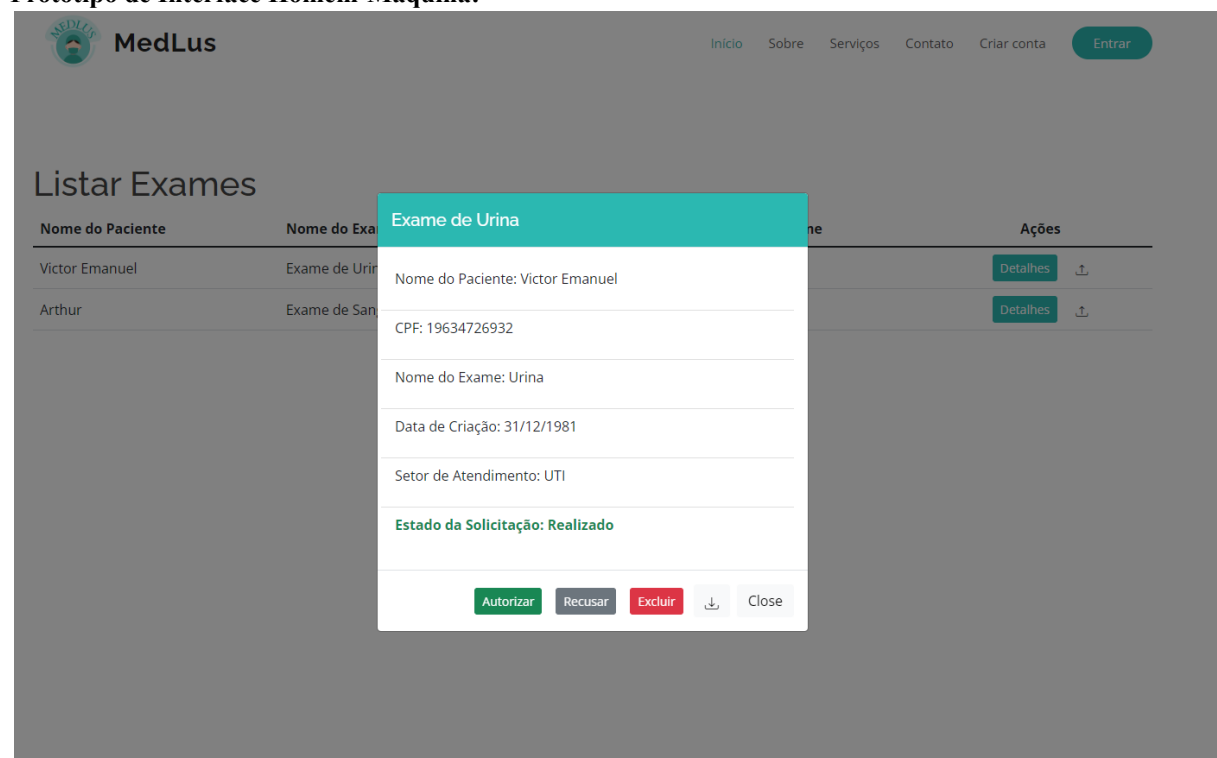 Protótipo de Interface Homem-Máquina:
MEDLUS
MedLus
Início Sobre Serviços Contato Criar conta Entrar
Listar Exames
Nome do Paciente Nome do Exa me Ações
Victor Emanuel Exame de Urin Detalhes
Arthur Exame de San Detalhes
Exame de Urina
Nome do Paciente: Victor Emanuel
CPF: 19634726932
Nome do Exame: Urina
Data de Criação: 31/12/1981
Setor de Atendimento: UTI
Estado da Solicitação: Realizado
Autorizar Recusar Excluir Close